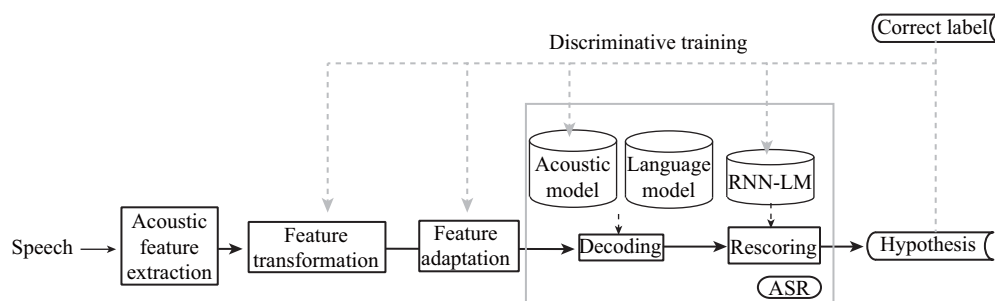 Correct label
Discriminative training
Acoustic
model
Language
model
RNN-LM
Speech
Acoustic
feature
extraction
Feature
transformation
Feature
adaptation
Decoding
Rescoring
Hypothesis
ASR